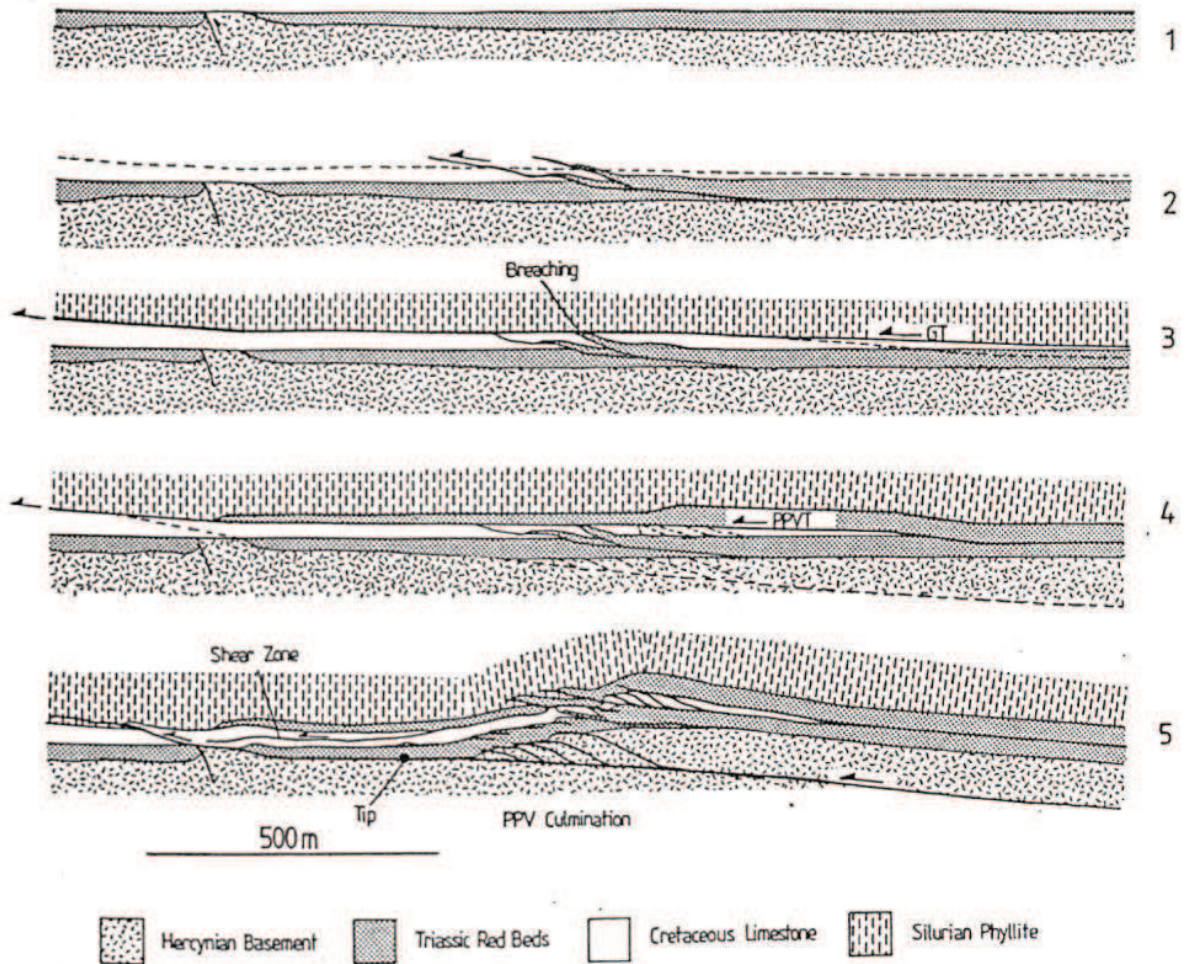 1
2
Breaching
GT
3
PPVT
4
Shear Zone
5
Tip
PPV Culmination
500m
Hercynian Basement
Triassic Red Beds
Cretaceous Limestone
Silurian Phyllite